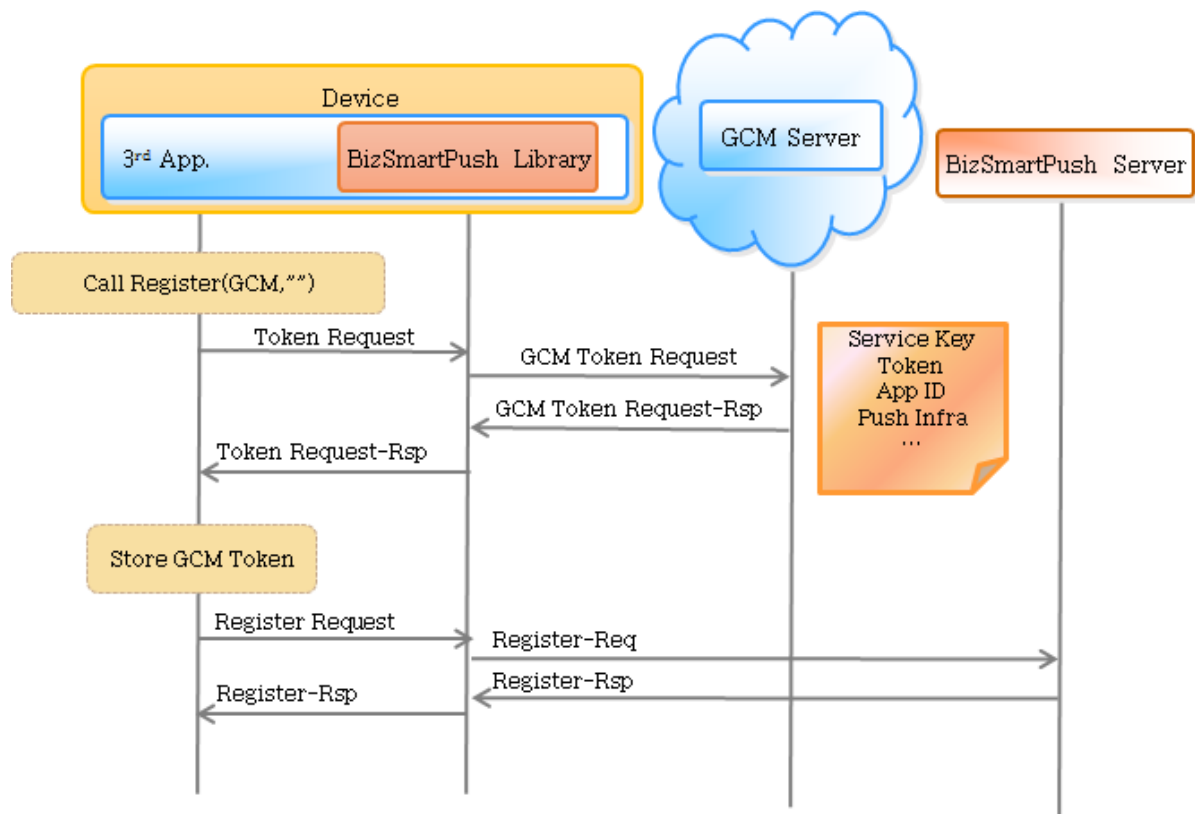 Device
3rd App.
BizSmartPush Library
GCM Server
BizSmartPush Server
Call Register(GCM,””)
Token Request
GCM Token Request
Service Key
Token
App ID
Push Infra
...
GCM Token Request-Rsp
Token Request-Rsp
Store GCM Token
Register Request
Register-Req
Register-Rsp
Register-Rsp